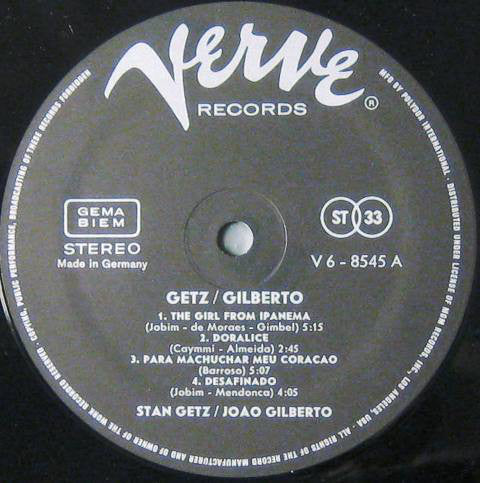 VERVE
RECORDS
®
GEMA
BIEM
STEREO
Made in Germany
ST 33
V 6 - 8545 A
GETZ / GILBERTO
1. THE GIRL FROM IPANEMA
(Jobim - de Moraes - Gimbel) 5:15
2. DORALICE
(Caymmi - Almeida) 2:45
3. PARA MACHUCHAR MEU CORACAO
(Barroso) 5:07
4. DESAFINADO
(Jobim - Mendonca) 4:05
STAN GETZ / JOAO GILBERTO
MFG BY POLYDOR INTERNATIONAL - DISTRIBUTED UNDER LICENSE OF MGM RECORDS, INC. LOS ANGELES, USA - ALL RIGHTS OF THE RECORD MANUFACTURER AND OF OWNER OF THE WORK RECORDED RESERVED - COPYING, PUBLIC PERFORMANCE, BROADCASTING OF THESE RECORDS FORBIDDEN